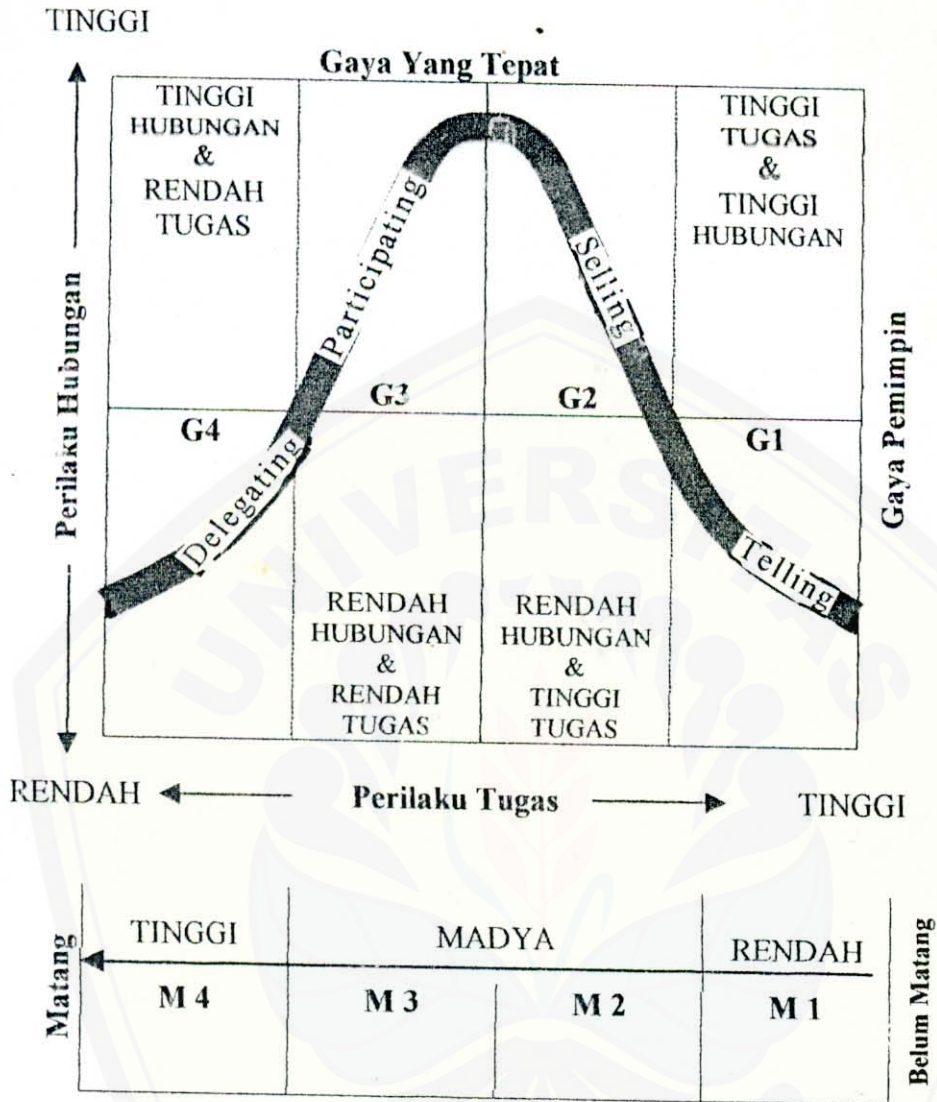 TINGGI
Gaya Yang Tepat
TINGGI
HUBUNGAN
&
RENDAH
TUGAS
TINGGI
TUGAS
&
TINGGI
HUBUNGAN
Participating
Selling
Perilaku Hubungan
Gaya Pemimpin
G4
G3
G2
G1
Delegating
Telling
RENDAH
HUBUNGAN
&
RENDAH
TUGAS
RENDAH
HUBUNGAN
&
TINGGI
TUGAS
RENDAH
Perilaku Tugas
TINGGI
Matang
TINGGI
MADYA
RENDAH
M 4
M 3
M 2
M 1
Belum Matang
UNIVERSITAS